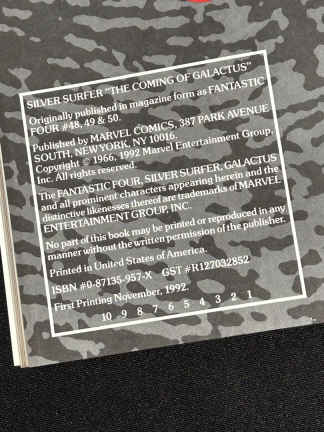 SILVER SURFER "THE COMING OF GALACTUS"
Originally published in magazine form as FANTASTIC
FOUR #48, 49 & 50.
Published by MARVEL COMICS, 387 PARK AVENUE
SOUTH, NEW YORK, NY 10016.
Copyright © 1966, 1992 Marvel Entertainment Group,
Inc. All rights reserved.
The FANTASTIC FOUR, SILVER SURFER, GALACTUS
and all prominent characters appearing herein and the
distinctive likenesses thereof are trademarks of MARVEL
ENTERTAINMENT GROUP, INC.
No part of this book may be printed or reproduced in any
manner without the written permission of the publisher.
Printed in United States of America.
ISBN #0-87135-957-X GST #R127032852
First Printing November, 1992.
10 9 8 7 6 5 4 3 2 1